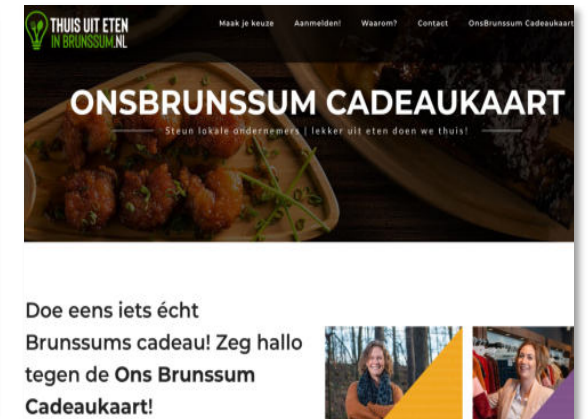 THUIS UIT ETEN
IN BRUNSSUM.NL
Maak je keuze Aanmelden! Waarom? Contact OnsBrunssum Cadeaukaart
ONSBRUNSSUM CADEAUKAART
Steun lokale ondernemers | lekker uit eten doen we thuis!
Doe eens iets écht
Brunssums cadeau! Zeg hallo
tegen de Ons Brunssum
Cadeaukaart!